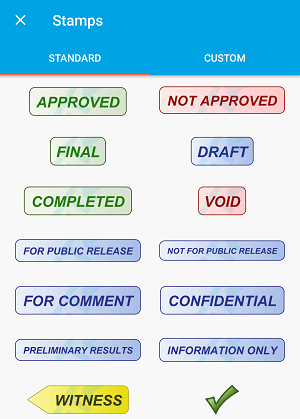 Stamps
STANDARD CUSTOM
APPROVED NOT APPROVED
FINAL DRAFT
COMPLETED VOID
FOR PUBLIC RELEASE NOT FOR PUBLIC RELEASE
FOR COMMENT CONFIDENTIAL
PRELIMINARY RESULTS INFORMATION ONLY
WITNESS